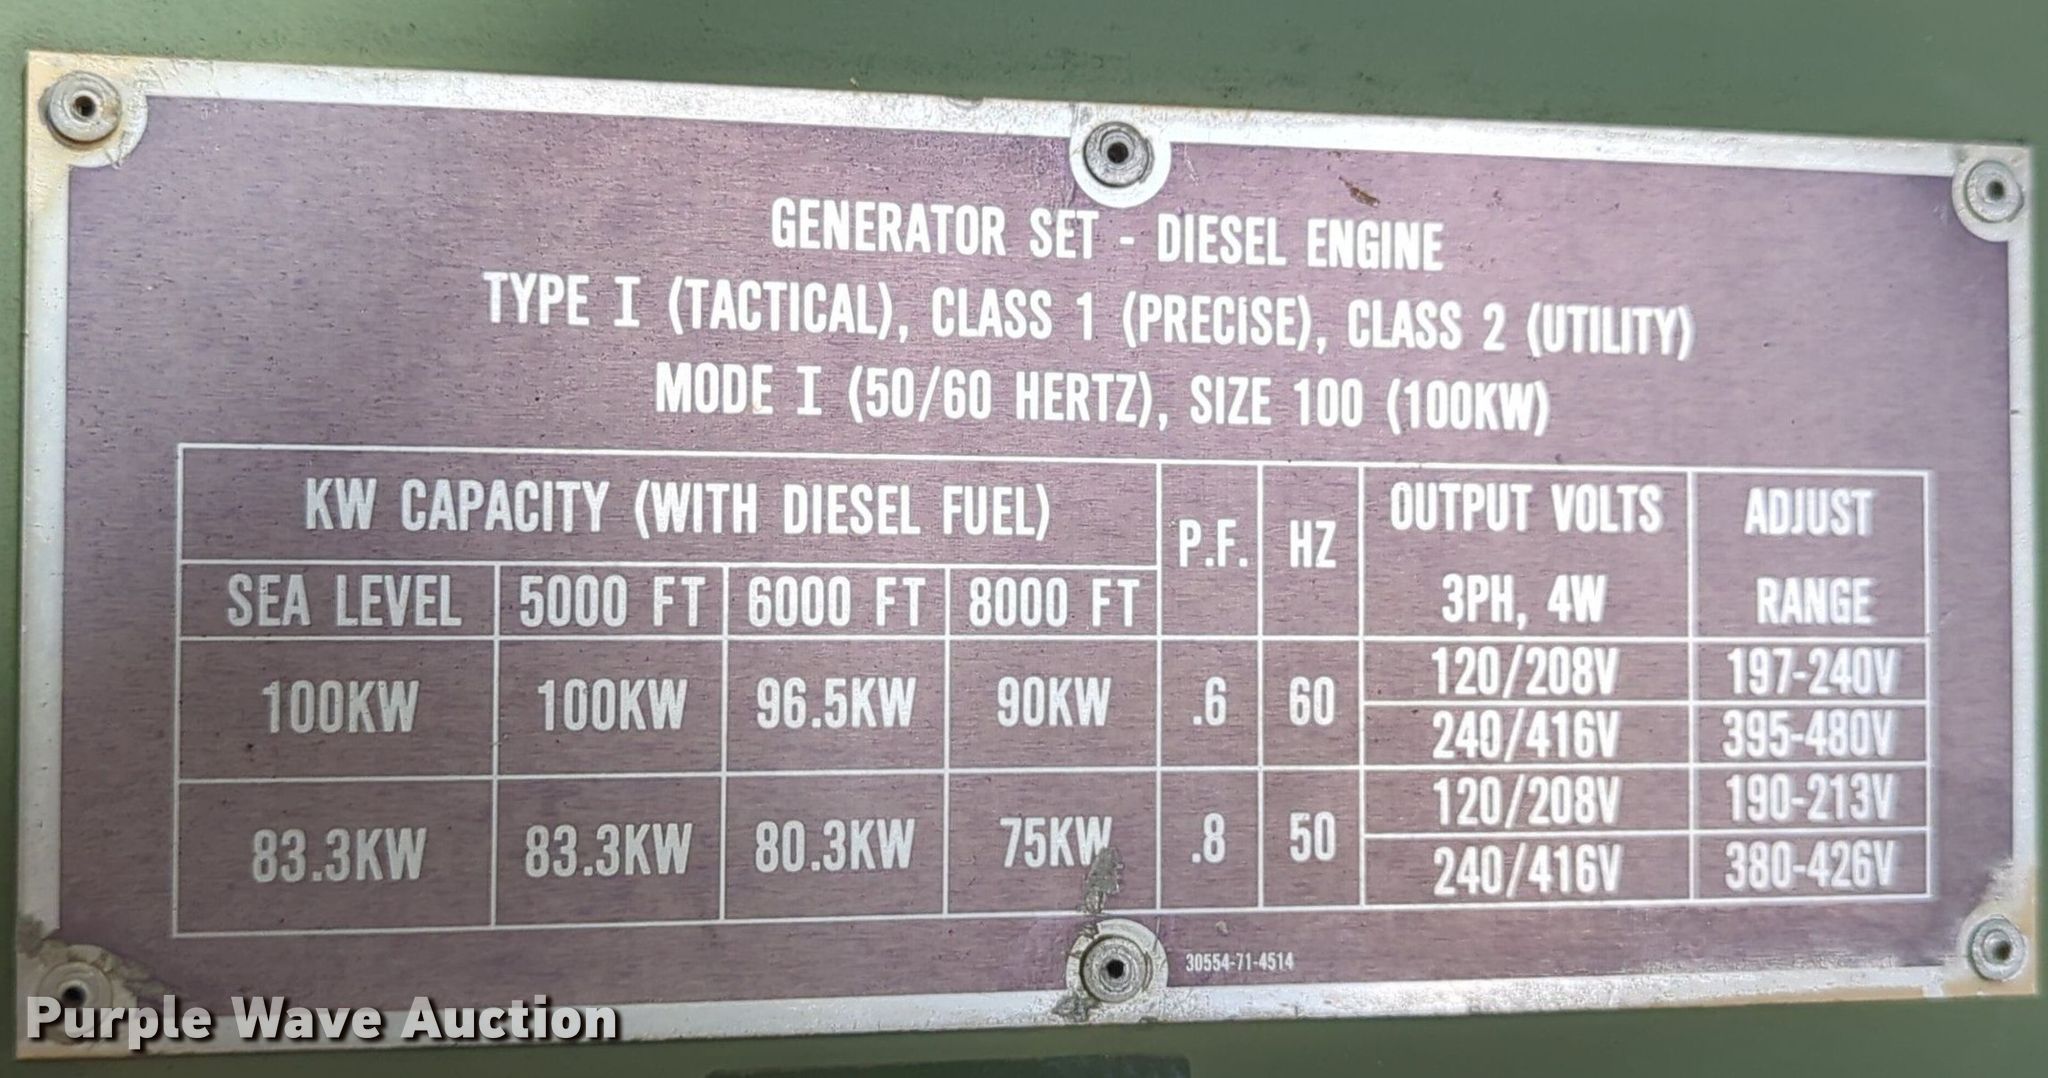 GENERATOR SET - DIESEL ENGINE
TYPE I (TACTICAL), CLASS 1 (PRECISE), CLASS 2 (UTILITY)
MODE I (50/60 HERTZ), SIZE 100 (100KW)
KW CAPACITY (WITH DIESEL FUEL) P.F. HZ OUTPUT VOLTS ADJUST
SEA LEVEL 5000 FT 6000 FT 8000 FT 3PH, 4W RANGE
100KW 100KW 96.5KW 90KW .6 60 120/208V 197-240V
240/416V 395-480V
83.3KW 83.3KW 80.3KW 75KW .8 50 120/208V 190-213V
240/416V 380-426V
30554-71-4514
Purple Wave Auction